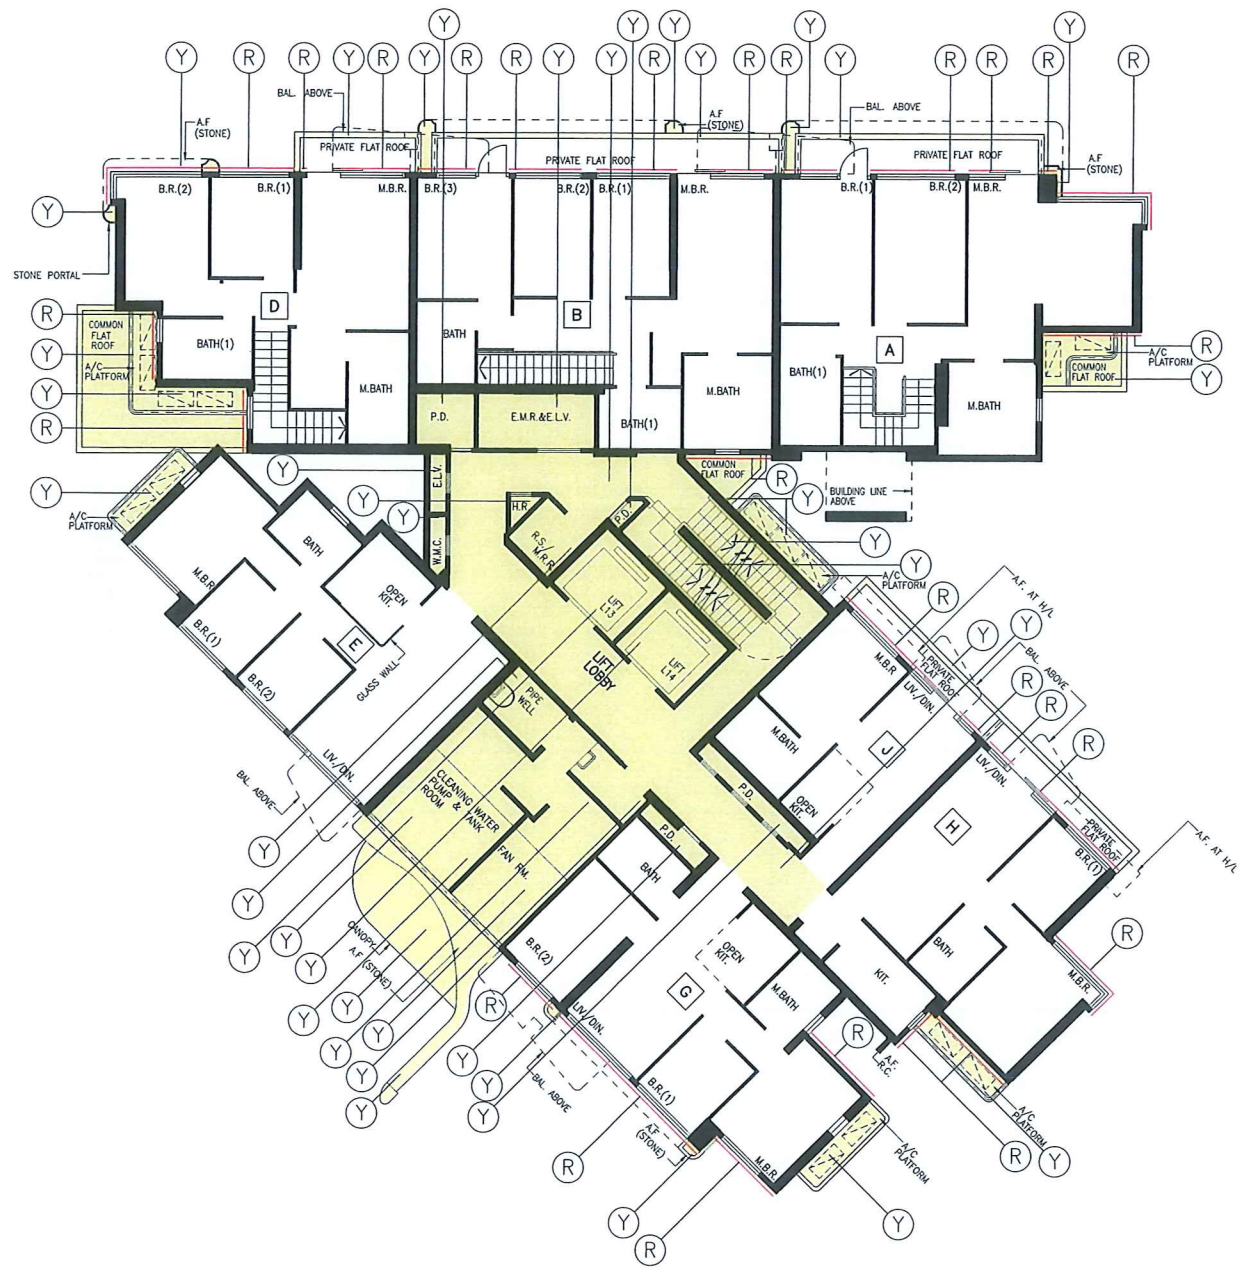 Y
Y
Y
R
R
Y
R
Y
R
R
Y
R
Y
Y
R
Y
R
R
Y
R
R
R
Y
R
BAL. ABOVE
A.F
(STONE)
PRIVATE FLAT ROOF
A.F
(STONE)
PRIVATE FLAT ROOF
BAL. ABOVE
PRIVATE FLAT ROOF
A.F
(STONE)
B.R.(2)
B.R.(1)
M.B.R.
B.R.(3)
B.R.(2)
B.R.(1)
M.B.R.
B.R.(1)
B.R.(2)
M.B.R.
R
Y
STONE PORTAL
D
B
A
R
COMMON
FLAT
ROOF
Y
A/C
PLATFORM
BATH(1)
BATH
BATH(1)
A/C
PLATFORM
R
COMMON
FLAT ROOF
Y
Y
M.BATH
M.BATH
M.BATH
R
P.D.
E.M.R.&E.L.V.
BATH(1)
Y
A/C
PLATFORM
Y
E.L.V.
Y
Y
W.M.C.
H.R
R.S./
M.R.R
P.D.
COMMON
FLAT ROOF
R
Y
BUILDING LINE
ABOVE
Y
Y
A/C
PLATFORM
M.B.R
BATH
OPEN
KIT.
B.R.(1)
E
B.R.(2)
GLASS WALL
LIV./DIN.
BAL. ABOVE
LIFT
L13
LIFT
L14
LIFT
LOBBY
PIPE
WELL
CLEANING WATER
PUMP & TANK
ROOM
FAN RM.
P.D.
P.D.
A.F. AT H/L
R
Y
Y
BAL. ABOVE
R
R
R
M.B.R
PRIVATE
FLAT ROOF
LIV./DIN.
M.BATH
J
OPEN
KIT.
LIV./DIN.
H
PRIVATE
FLAT ROOF
A.F. AT H/L
B.R.(1)
BATH
KIT.
M.B.R.
R
Y
Y
Y
Y
Y
Y
Y
Y
Y
Y
CANOPY
A.F (STONE)
BATH
B.R.(2)
OPEN
KIT.
G
M.BATH
LIV./DIN.
B.R.(1)
M.B.R.
R
Y
Y
Y
BAL. ABOVE
A.F
(STONE)
R
A.F
R.C.
A/C
PLATFORM
A/C
PLATFORM
R
Y
R
Y
R
Y